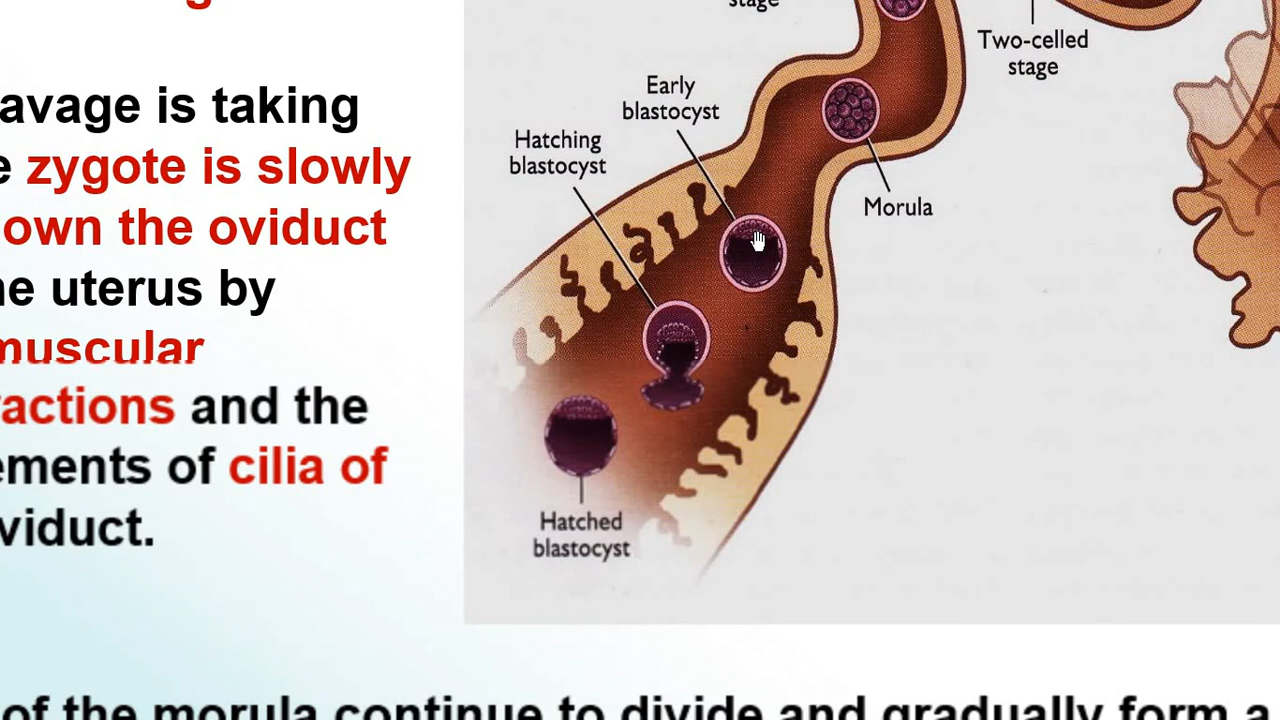 avage is taking
e zygote is slowly
own the oviduct
he uterus by
muscular
actions and the
ements of cilia of
viduct.
stage
Two-celled
stage
Early
blastocyst
Hatching
blastocyst
Morula
Hatched
blastocyst
of the morula continue to divide and gradually form a